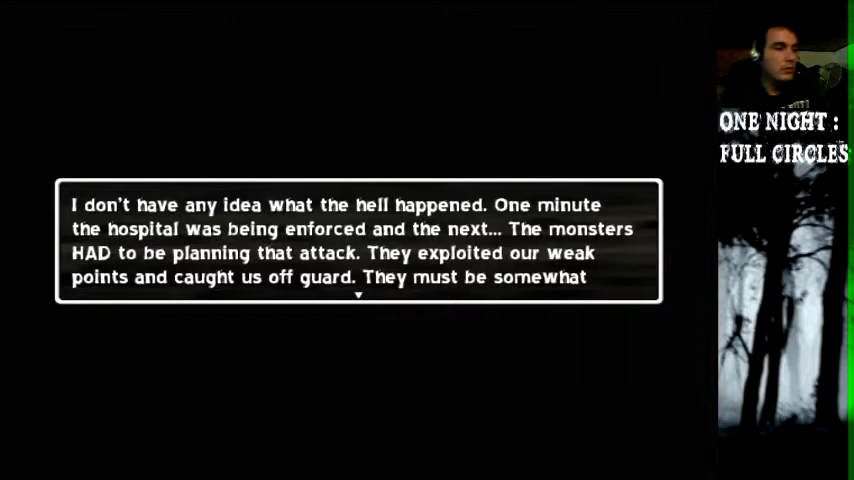 I don't have any idea what the hell happened. One minute
the hospital was being enforced and the next... The monsters
HAD to be planning that attack. They exploited our weak
points and caught us off guard. They must be somewhat
ONE NIGHT :
FULL CIRCLES